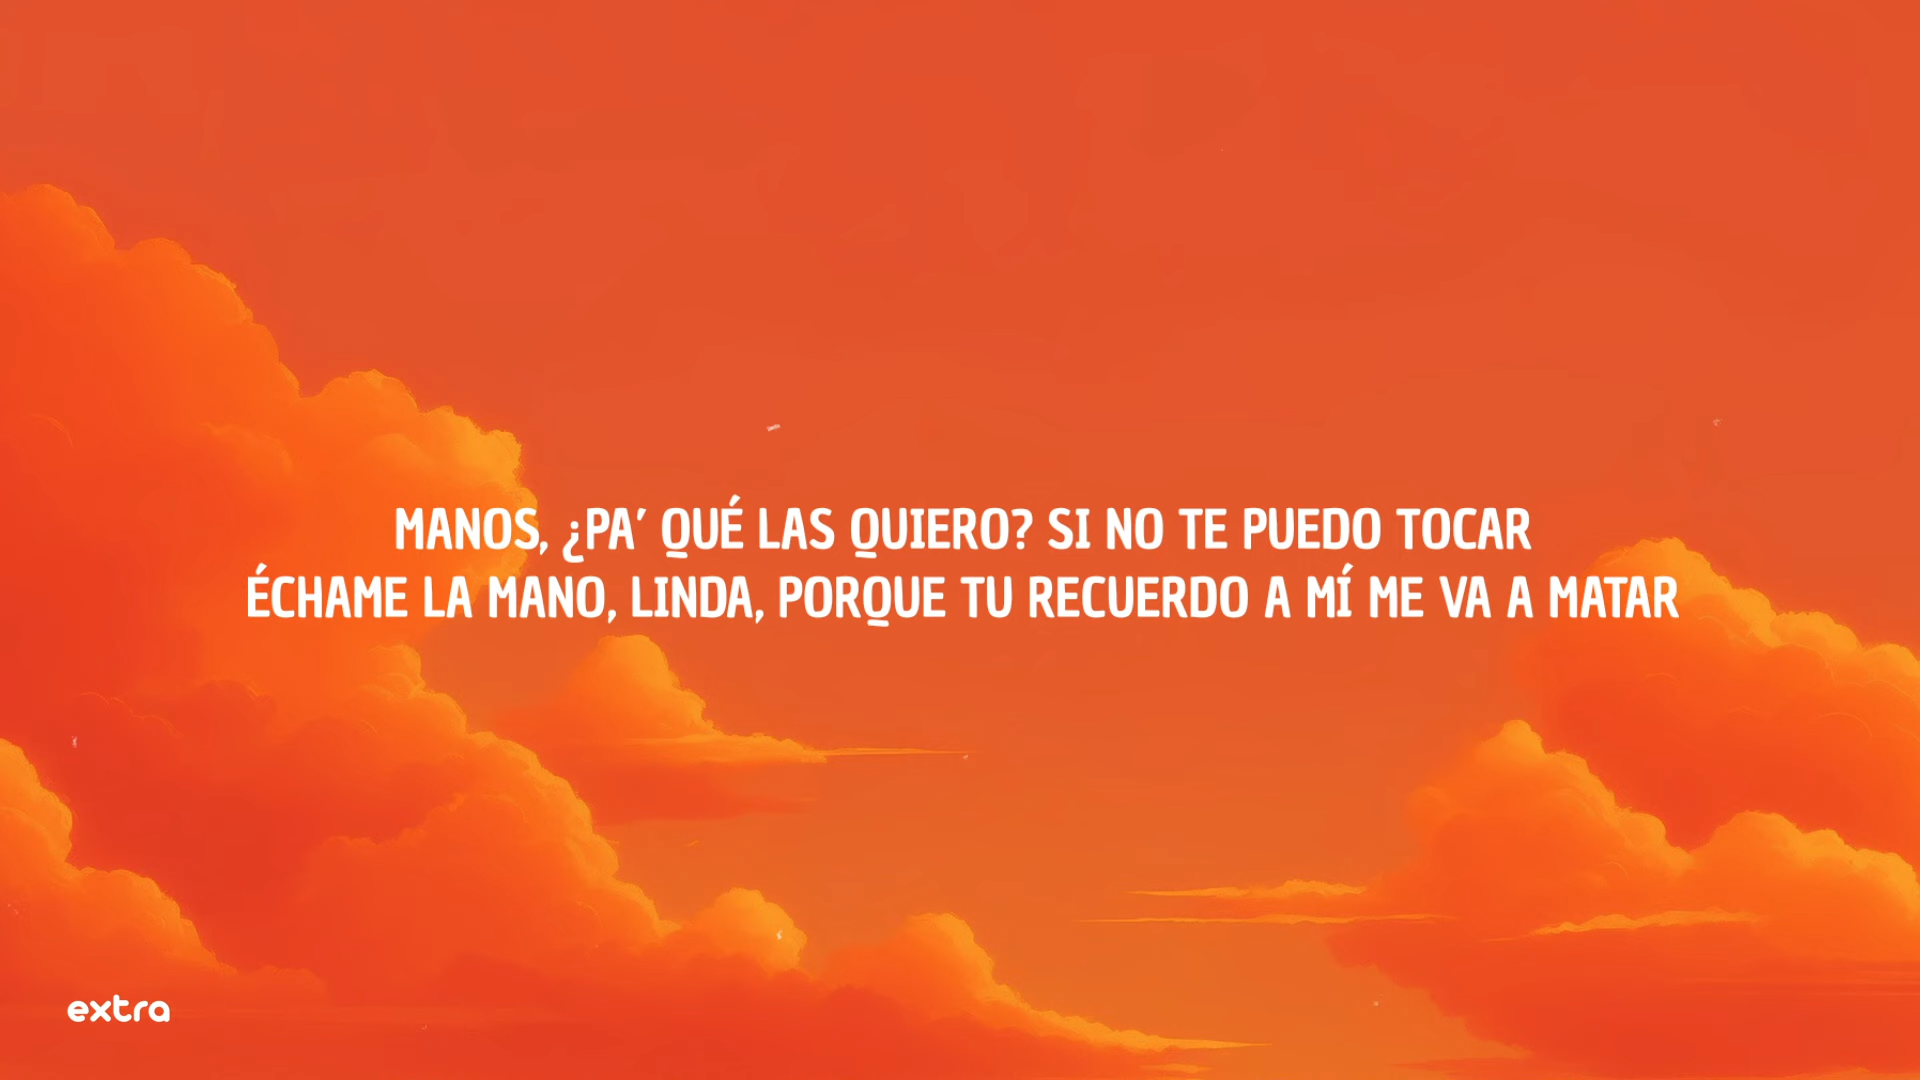 MANOS, ¿PA' QUÉ LAS QUIERO? SI NO TE PUEDO TOCAR
ÉCHAME LA MANO, LINDA, PORQUE TU RECUERDO A MÍ ME VA A MATAR
extra